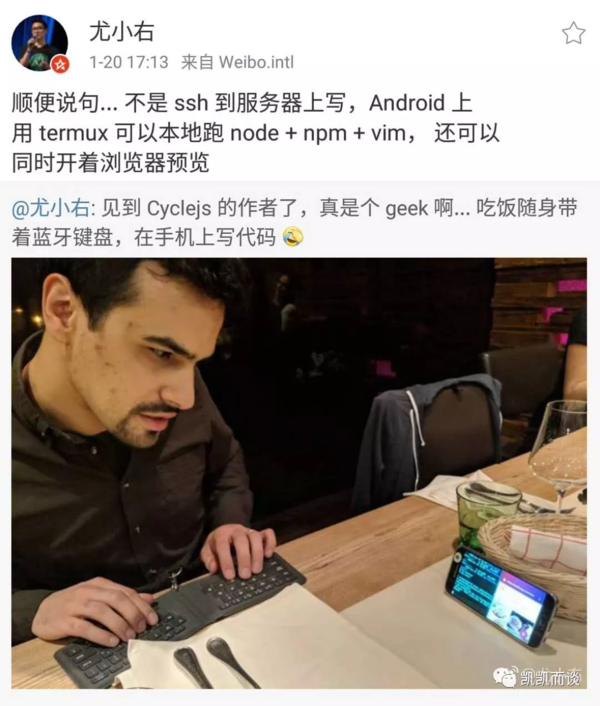 尤小右
1-20 17:13 来自 Weibo.intl
顺便说句... 不是 ssh 到服务器上写，Android 上
用 termux 可以本地跑 node + npm + vim， 还可以
同时开着浏览器预览
@尤小右: 见到 Cyclejs 的作者了，真是个 geek 啊... 吃饭随身带
着蓝牙键盘，在手机上写代码
凯凯而谈